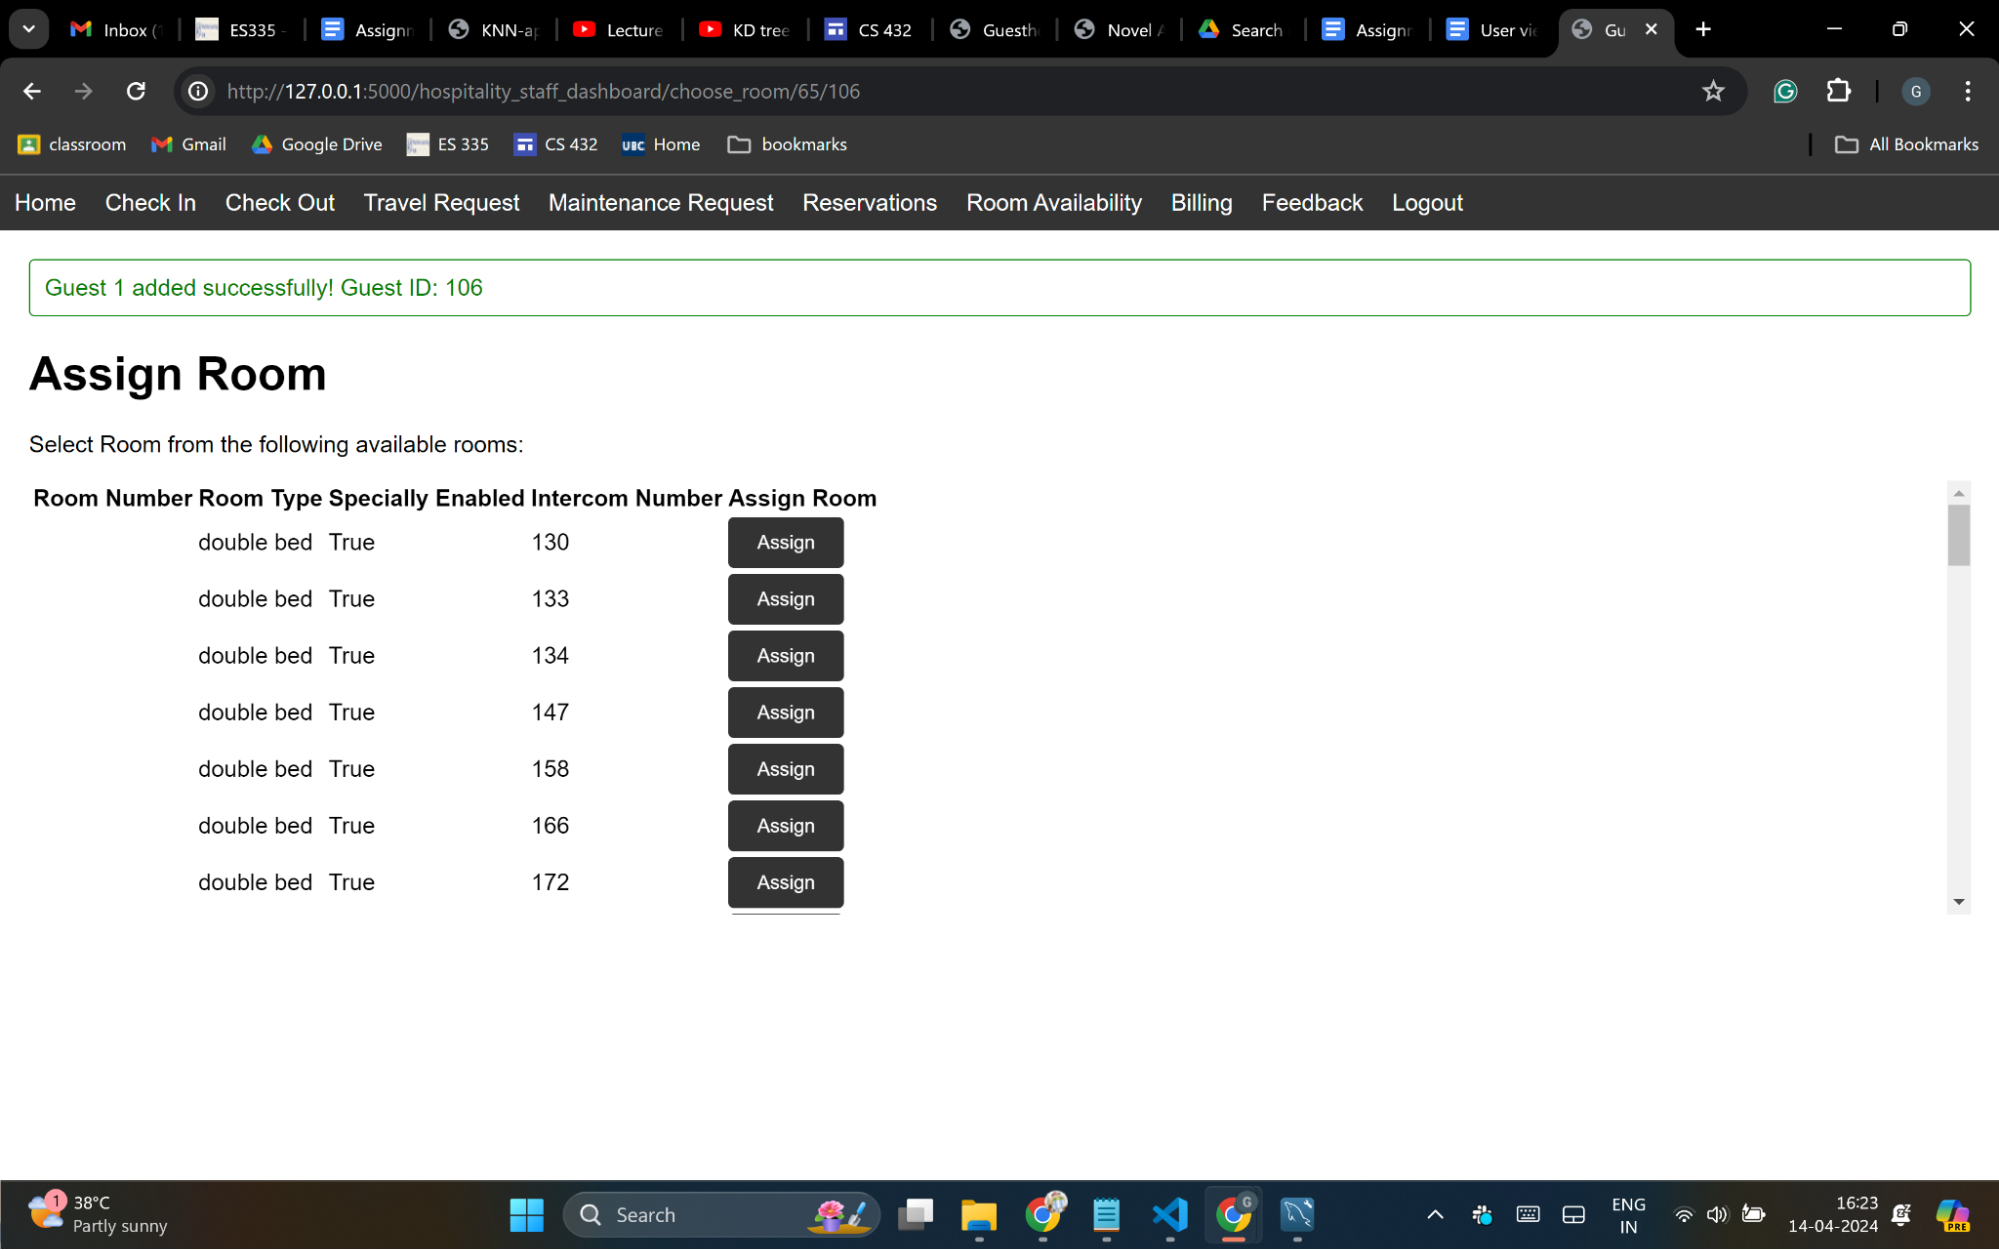 Inbox (
ES335 -
Assignm
KNN-ap
Lecture
KD tree
CS 432
Guestho
Novel A
Search
Assignm
User vie
Gu
http://127.0.0.1:5000/hospitality_staff_dashboard/choose_room/65/106
G
classroom
Gmail
Google Drive
ES 335
CS 432
UBC Home
bookmarks
All Bookmarks
Home Check In Check Out Travel Request Maintenance Request Reservations Room Availability Billing Feedback Logout
Guest 1 added successfully! Guest ID: 106
Assign Room
Select Room from the following available rooms:
Room Number Room Type Specially Enabled Intercom Number Assign Room
double bed True 130 Assign
double bed True 133 Assign
double bed True 134 Assign
double bed True 147 Assign
double bed True 158 Assign
double bed True 166 Assign
double bed True 172 Assign
1
38°C
Partly sunny
Search
G
ENG
IN
16:23
14-04-2024
PRE